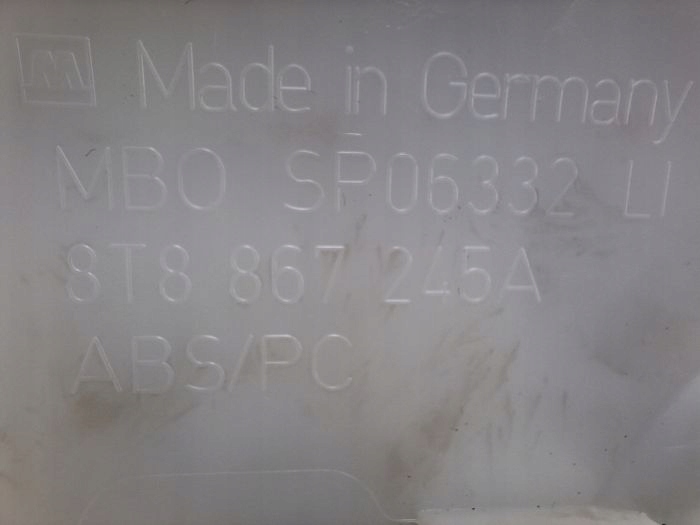 M Made in Germany
MBO SP06332 LI
8T8 867 245A
ABS/PC